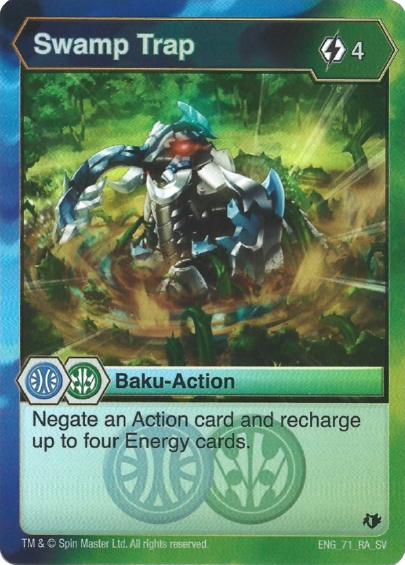 Swamp Trap 4
Baku-Action
Negate an Action card and recharge
up to four Energy cards.
TM & © Spin Master Ltd. All rights reserved. ENG_71_RA_SV